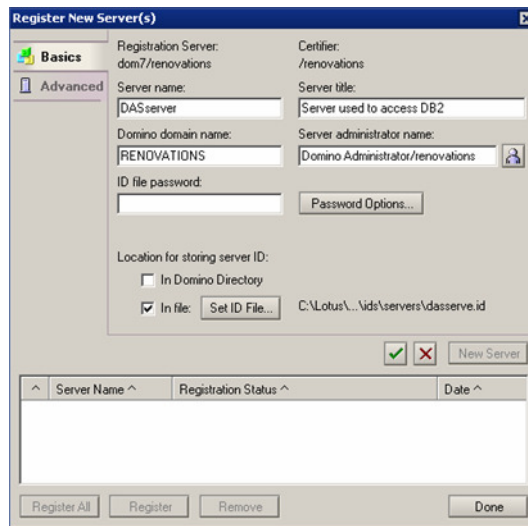 Register New Server(s)
Basics
Advanced
Registration Server:
dom7/renovations
Certifier:
/renovations
Server name:
DASserver
Server title:
Server used to access DB2
Domino domain name:
RENOVATIONS
Server administrator name:
Domino Administrator/renovations
ID file password:
Password Options...
Location for storing server ID:
In Domino Directory
In file:
Set ID File...
C:\Lotus\...\ids\servers\dasserve.id
New Server
^ Server Name ^ Registration Status ^ Date ^
Register All Register Remove Done